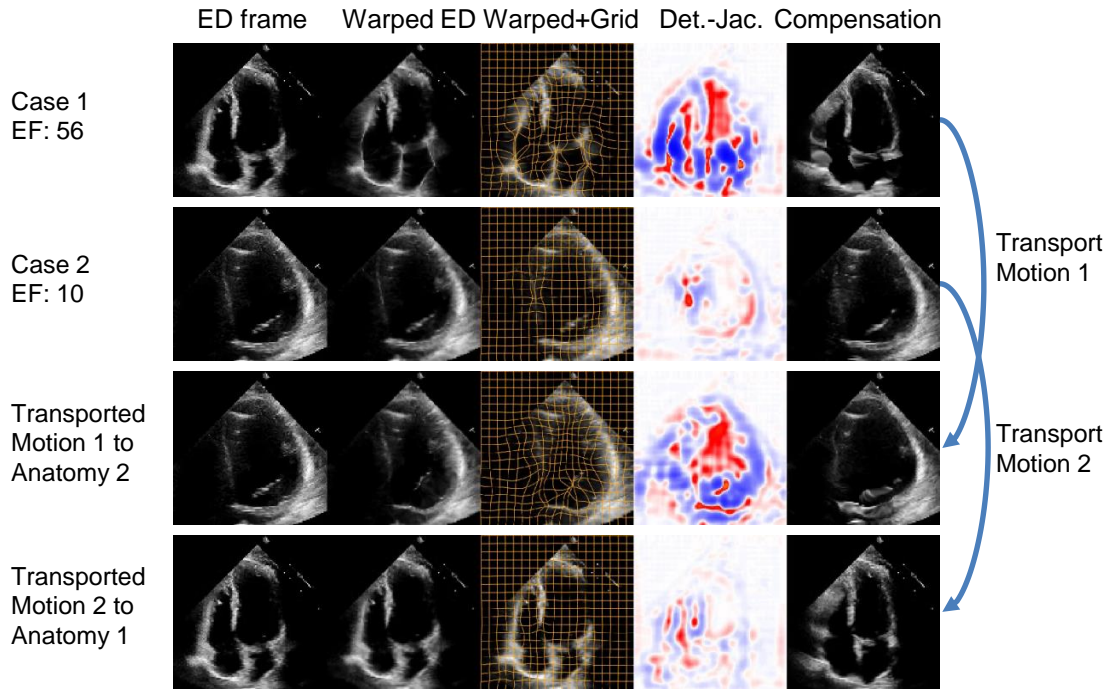 ED frame Warped ED Warped+Grid Det.-Jac. Compensation
Case 1
EF: 56
Case 2
EF: 10
Transport
Motion 1
Transported
Motion 1 to
Anatomy 2
Transport
Motion 2
Transported
Motion 2 to
Anatomy 1